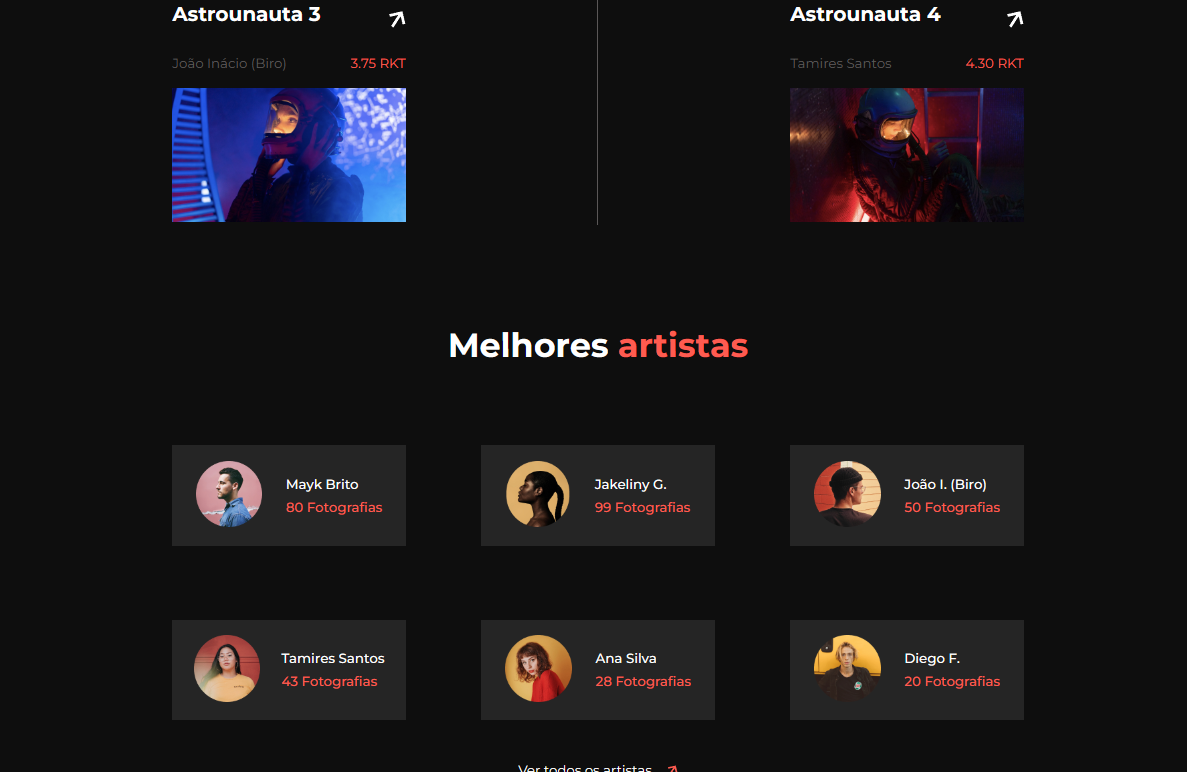 Astrounauta 3
Astrounauta 4
João Inácio (Biro) 3.75 RKT
Tamires Santos 4.30 RKT
Melhores artistas
Mayk Brito
80 Fotografias
Jakeliny G.
99 Fotografias
João I. (Biro)
50 Fotografias
Tamires Santos
43 Fotografias
Ana Silva
28 Fotografias
Diego F.
20 Fotografias
Ver todos os artistas